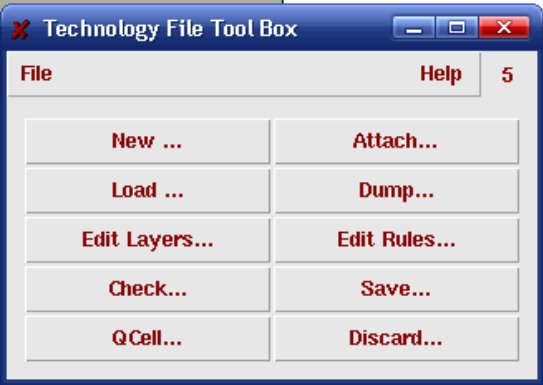 Technology File Tool Box
File Help 5
New ... Attach...
Load ... Dump...
Edit Layers... Edit Rules...
Check... Save...
QCell... Discard...